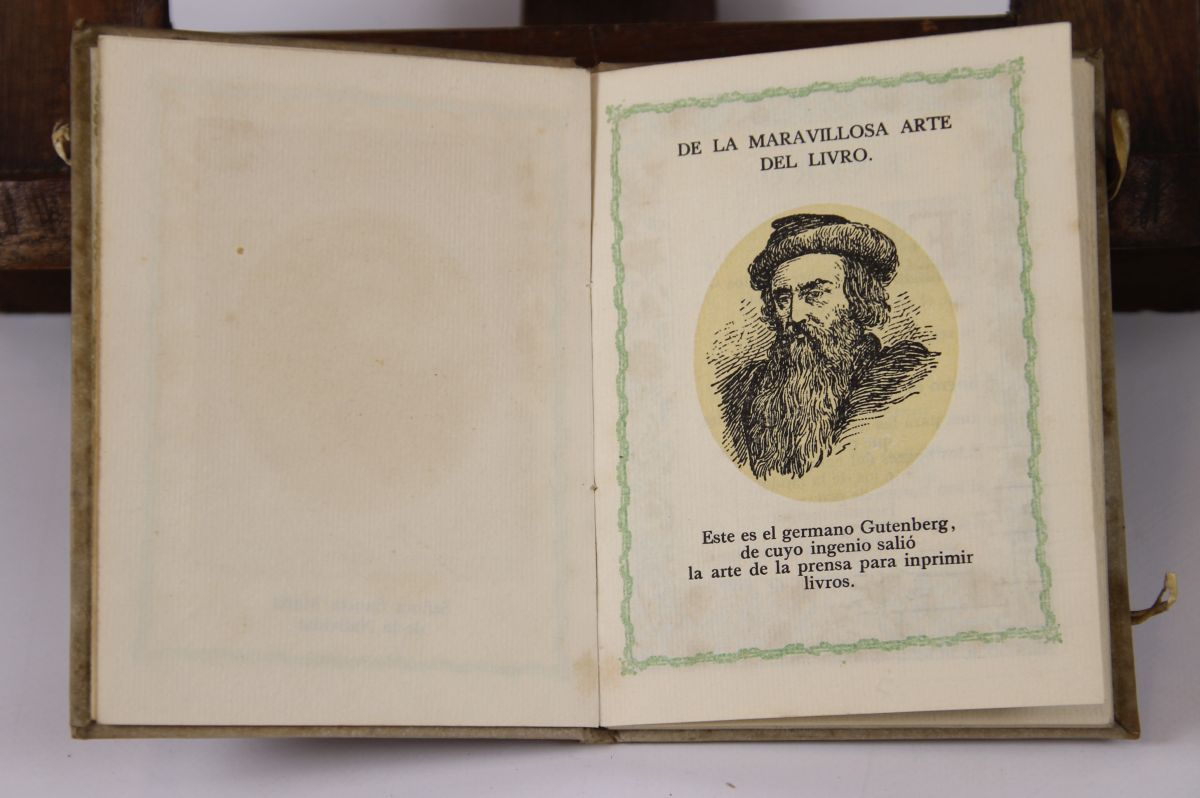 DE LA MARAVILLOSA ARTE
DEL LIVRO.
Este es el germano Gutenberg,
de cuyo ingenio salió
la arte de la prensa para inprimir
livros.